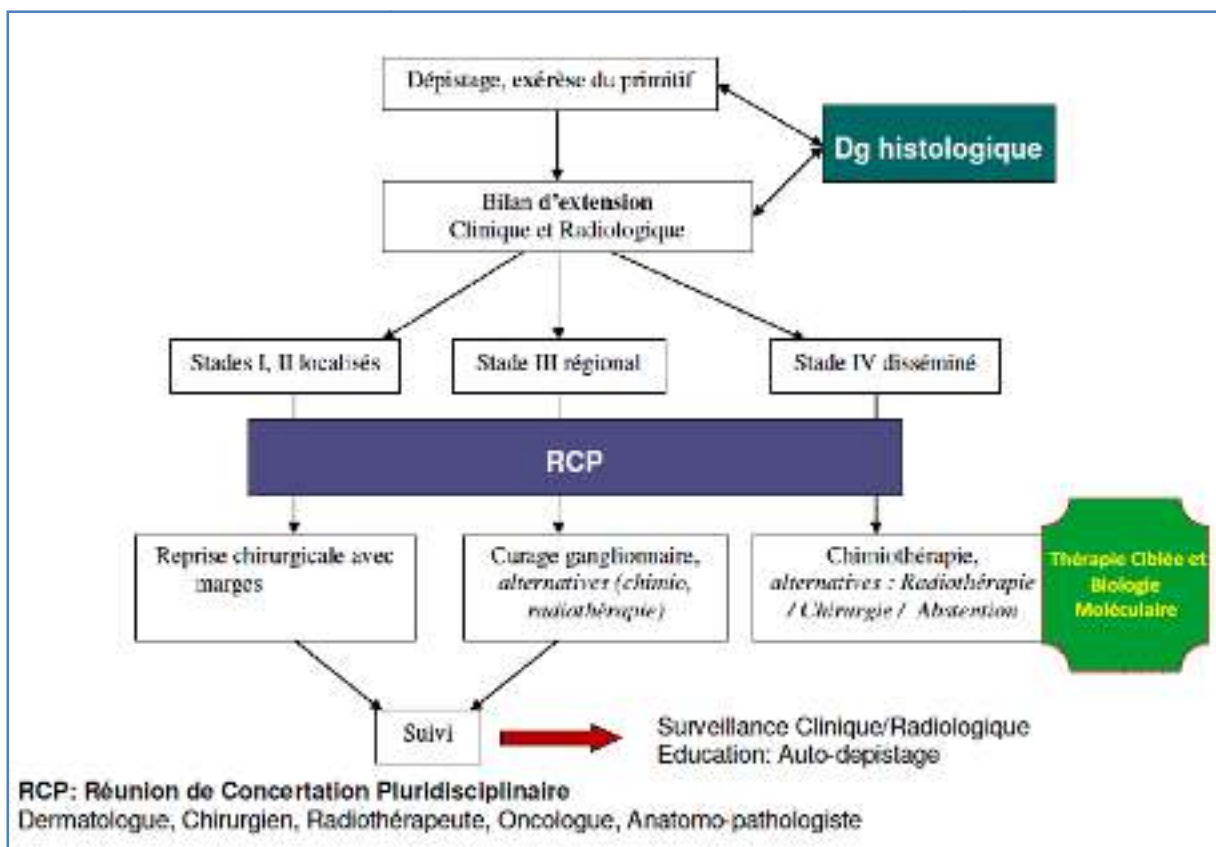 Dépistage, exérèse du primitif
Dg histologique
Bilan d'extension
Clinique et Radiologique
Stades I, II localisés
Stade III régional
Stade IV disséminé
RCP
Reprise chirurgicale avec
marges
Curage ganglionnaire,
alternatives (chimio,
radiothérapie)
Chimiothérapie,
alternatives : Radiothérapie
/ Chirurgie / Abstention
Thérapie Ciblée et
Biologie
Moléculaire
Suivi
Surveillance Clinique/Radiologique
Education: Auto-depistage
RCP: Réunion de Concertation Pluridisciplinaire
Dermatologue, Chirurgien, Radiothérapeute, Oncologue, Anatomo-pathologiste